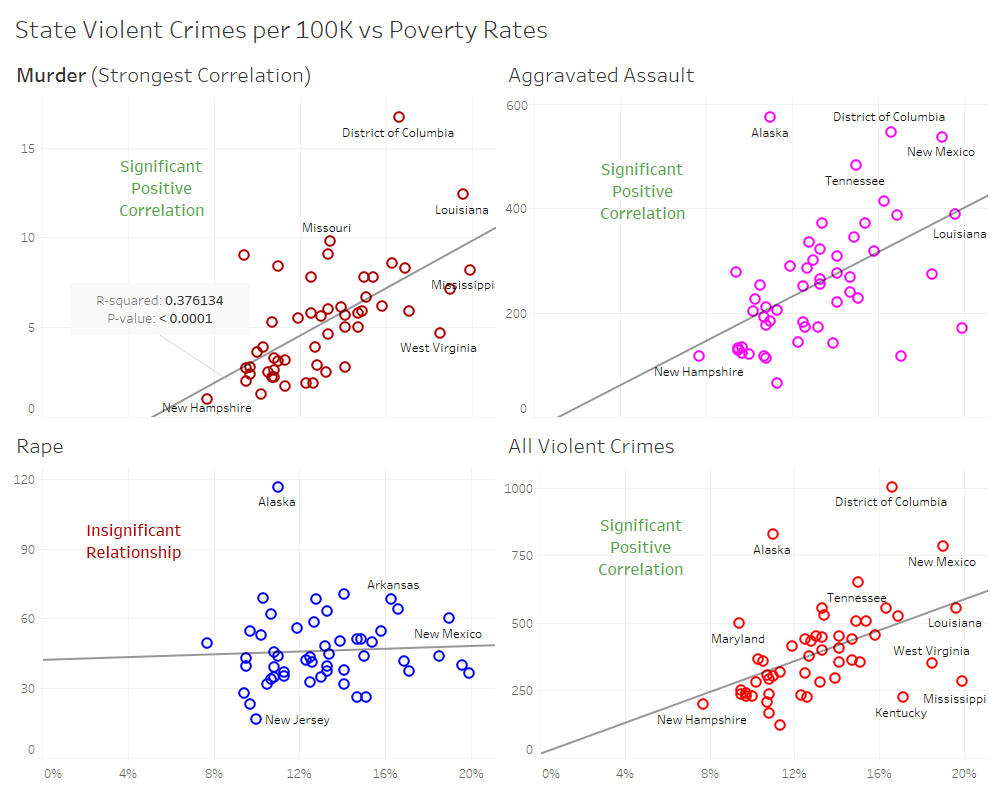 State Violent Crimes per 100K vs Poverty Rates
Murder (Strongest Correlation)
15
10
5
0
District of Columbia
Significant
Positive
Correlation
Louisiana
Missouri
Mississippi
R-squared: 0.376134
P-value: < 0.0001
West Virginia
New Hampshire
Aggravated Assault
600
400
200
0
Alaska
District of Columbia
New Mexico
Significant
Positive
Correlation
Tennessee
Louisiana
New Hampshire
Rape
120
90
60
30
0
Alaska
Insignificant
Relationship
Arkansas
New Mexico
New Jersey
0% 4% 8% 12% 16% 20%
All Violent Crimes
1000
750
500
250
0
District of Columbia
Significant
Positive
Correlation
Alaska
New Mexico
Tennessee
Louisiana
Maryland
West Virginia
Mississippi
Kentucky
New Hampshire
0% 4% 8% 12% 16% 20%